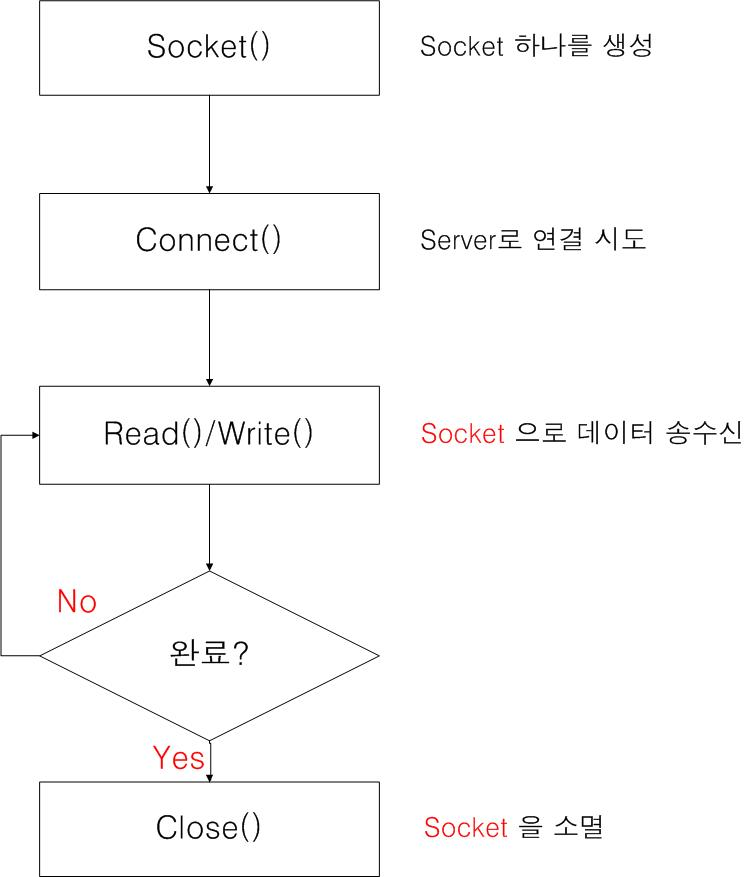 Socket()
Socket 하나를 생성
Connect()
Server로 연결 시도
Read()/Write()
Socket 으로 데이터 송수신
No
완료?
Yes
Close()
Socket 을 소멸